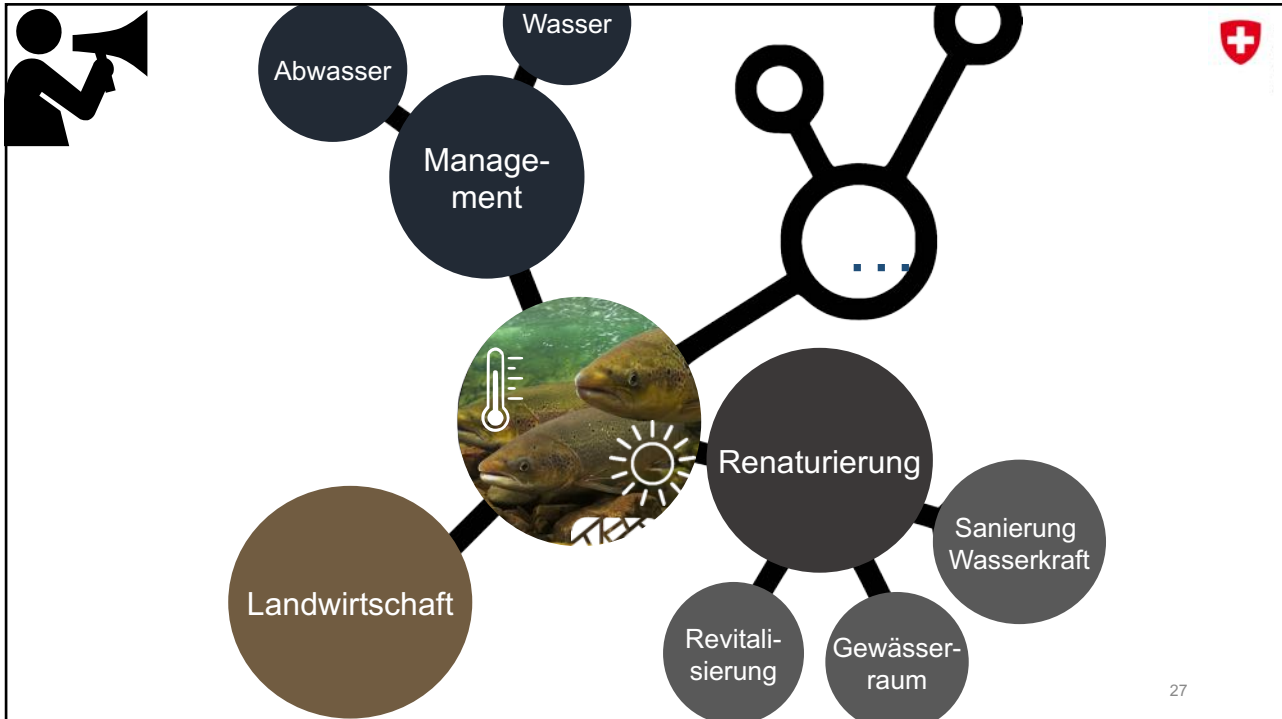 Wasser
Abwasser
Manage-
ment
...
Renaturierung
Sanierung
Wasserkraft
Landwirtschaft
Revitali-
sierung
Gewässer-
raum
27